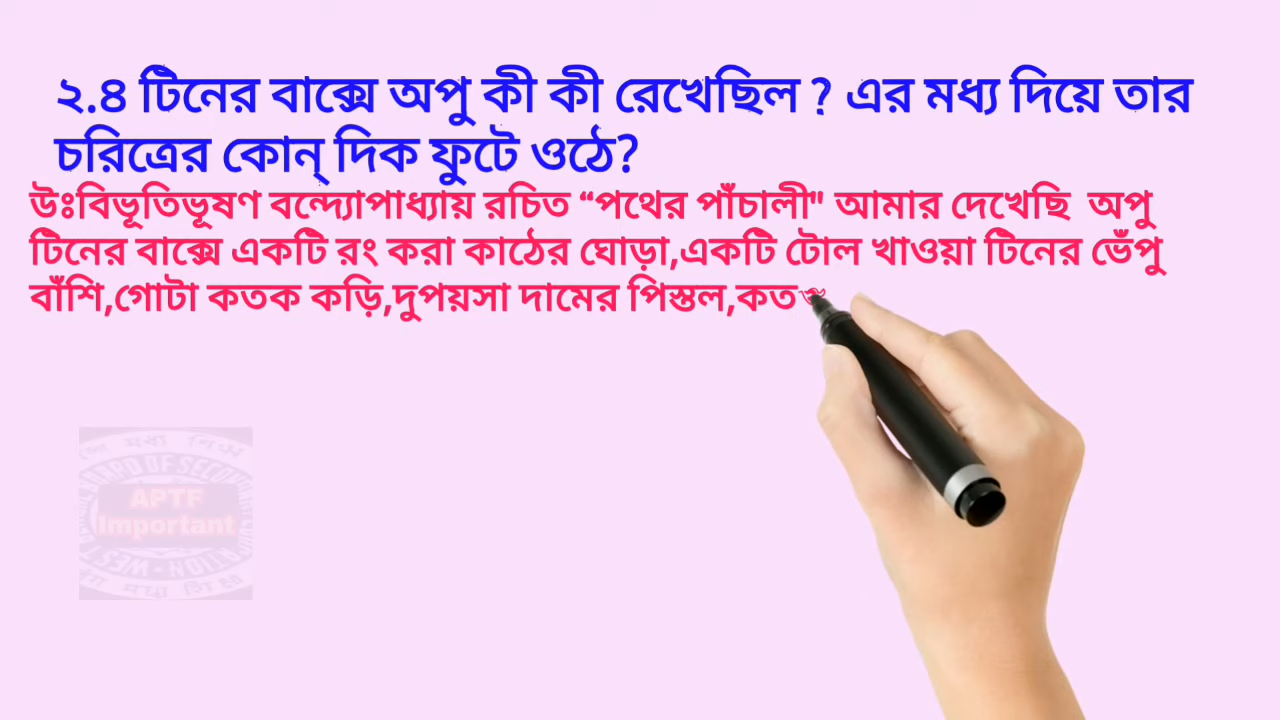 ২.৪ টিনের বাক্সে অপু কী কী রেখেছিল ? এর মধ্য দিয়ে তার
চরিত্রের কোন্ দিক ফুটে ওঠে?
উঃবিভূতিভূষণ বন্দ্যোপাধ্যায় রচিত “পথের পাঁচালী" আমার দেখেছি অপু
টিনের বাক্সে একটি রং করা কাঠের ঘোড়া,একটি টোল খাওয়া টিনের ভেঁপু
বাঁশি,গোটা কতক কড়ি,দুপয়সা দামের পিস্তল,কত
APTF
Important